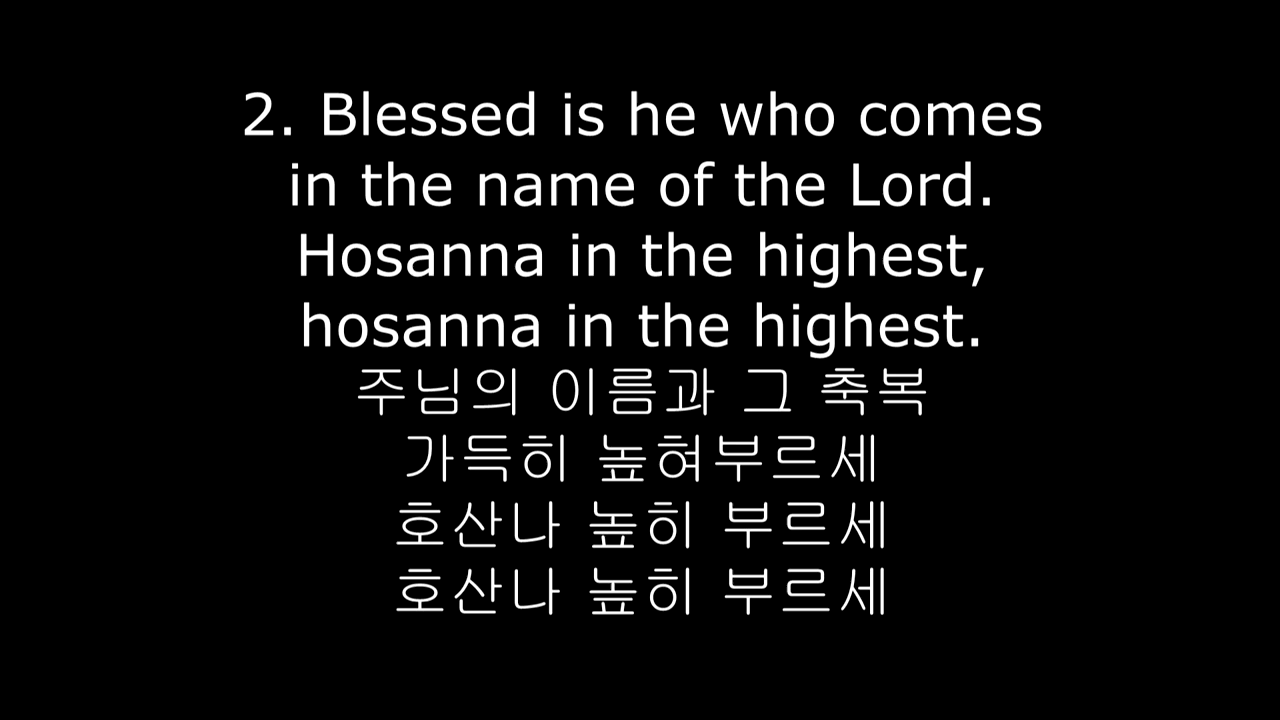 2. Blessed is he who comes
in the name of the Lord.
Hosanna in the highest,
hosanna in the highest.
주님의 이름과 그 축복
가득히 높혀부르세
호산나 높히 부르세
호산나 높히 부르세